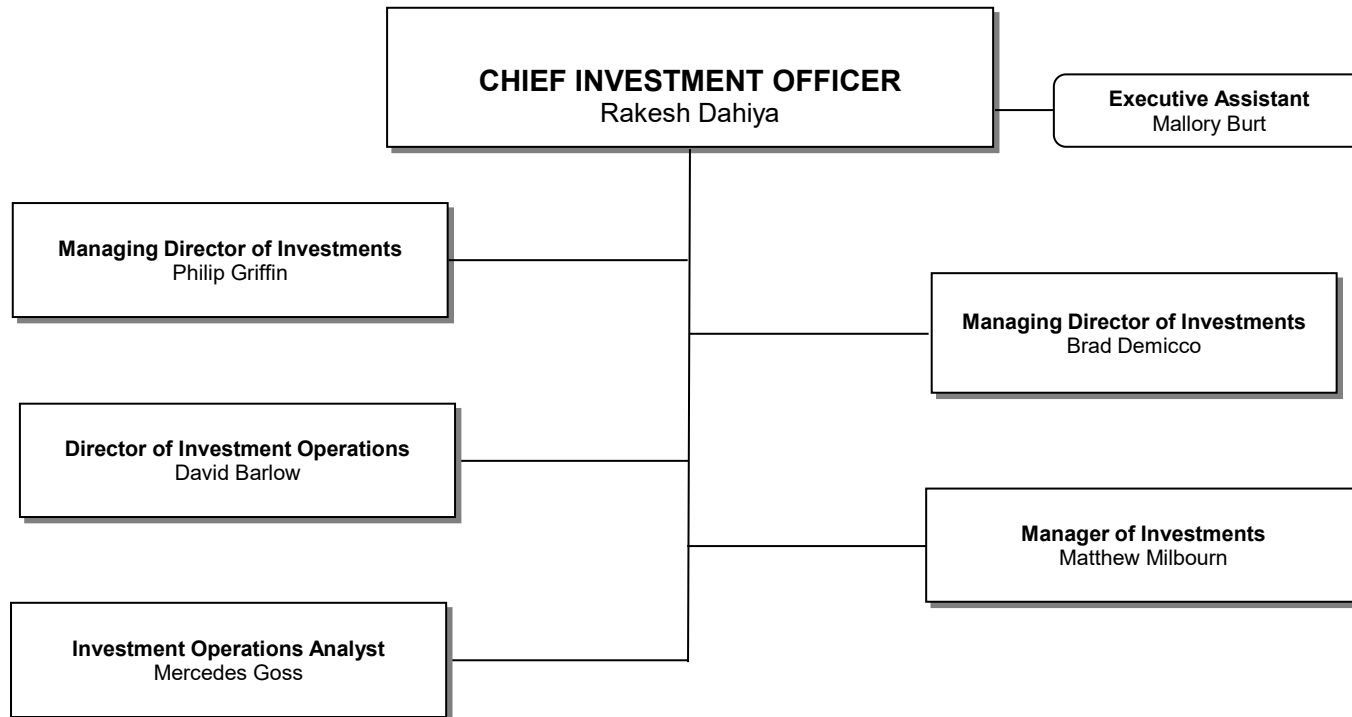 CHIEF INVESTMENT OFFICER
Rakesh Dahiya
Executive Assistant
Mallory Burt
Managing Director of Investments
Philip Griffin
Managing Director of Investments
Brad Demicco
Director of Investment Operations
David Barlow
Manager of Investments
Matthew Milbourn
Investment Operations Analyst
Mercedes Goss